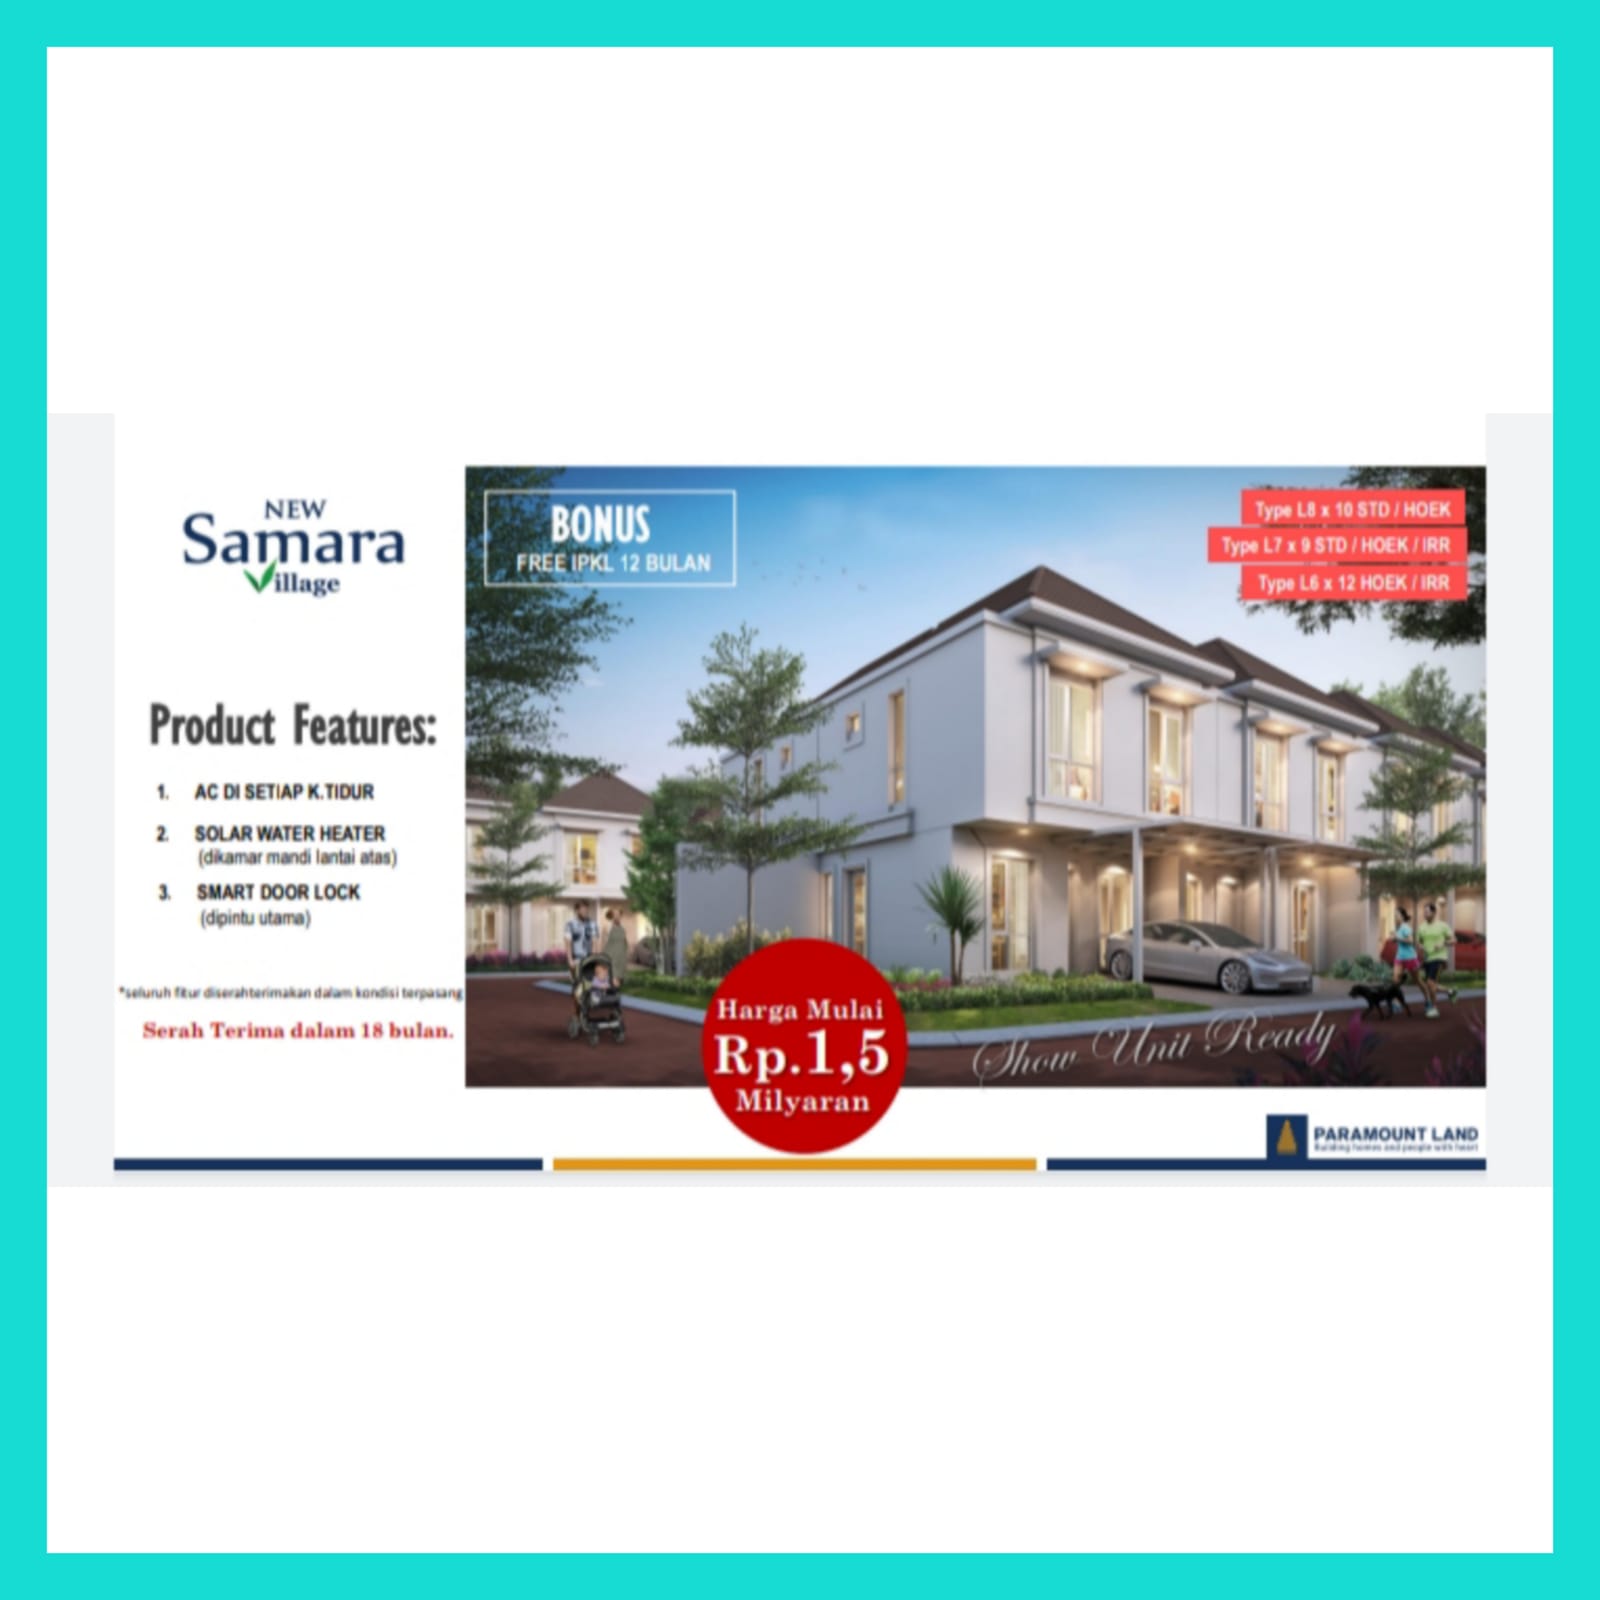 NEW
Samara
Village
BONUS
FREE IPKL 12 BULAN
Type L8 x 10 STD / HOEK
Type L7 x 9 STD / HOEK / IRR
Type L6 x 12 HOEK / IRR
Product Features:
1. AC DI SETIAP K.TIDUR
2. SOLAR WATER HEATER
(dikamar mandi lantai atas)
3. SMART DOOR LOCK
(dipintu utama)
*seluruh fitur diserahterimakan dalam kondisi terpasang
Serah Terima dalam 18 bulan.
Harga Mulai
Rp.1,5
Milyaran
Show Unit Ready
PARAMOUNT LAND
Building homes and people with heart